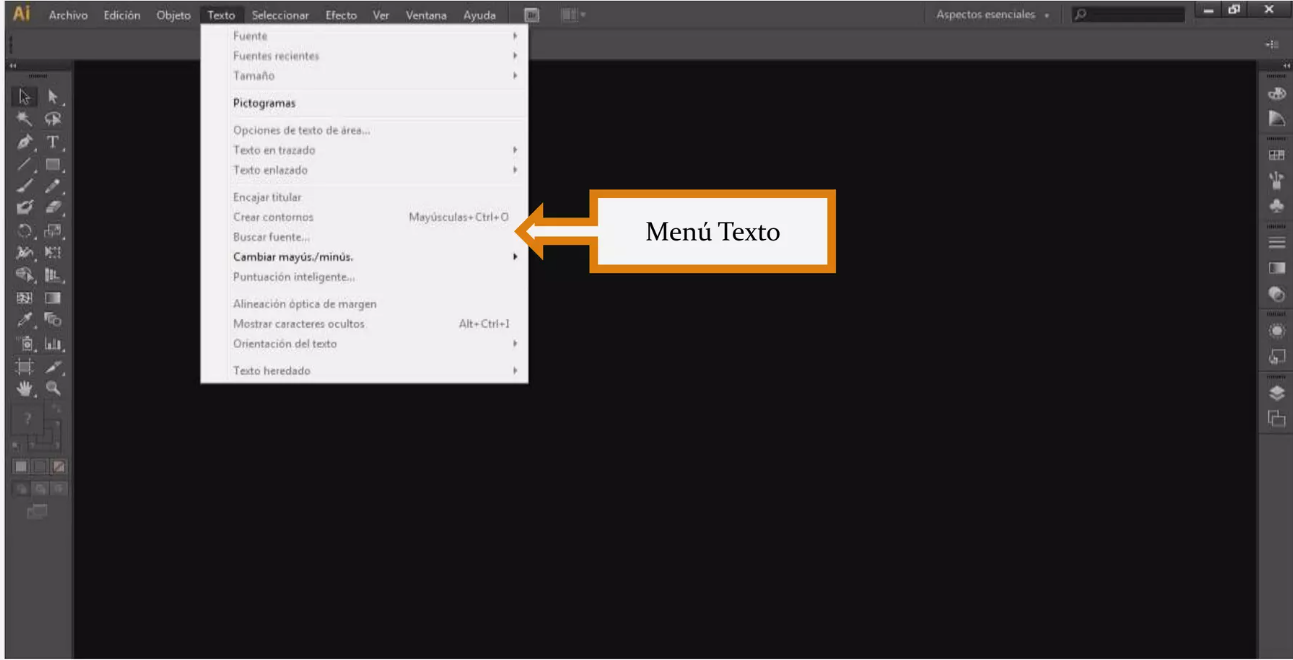 Ai Archivo Edición Objeto Texto Seleccionar Efecto Ver Ventana Ayuda Br Aspectos esenciales
Fuente
Fuentes recientes
Tamaño
Pictogramas
Opciones de texto de área...
Texto en trazado
Texto enlazado
Encajar titular
Crear contornos Mayúsculas+Ctrl+O
Buscar fuente...
Cambiar mayús./minús.
Puntuación inteligente...
Alineación óptica de margen
Mostrar caracteres ocultos Alt+Ctrl+I
Orientación del texto
Texto heredado
Menú Texto